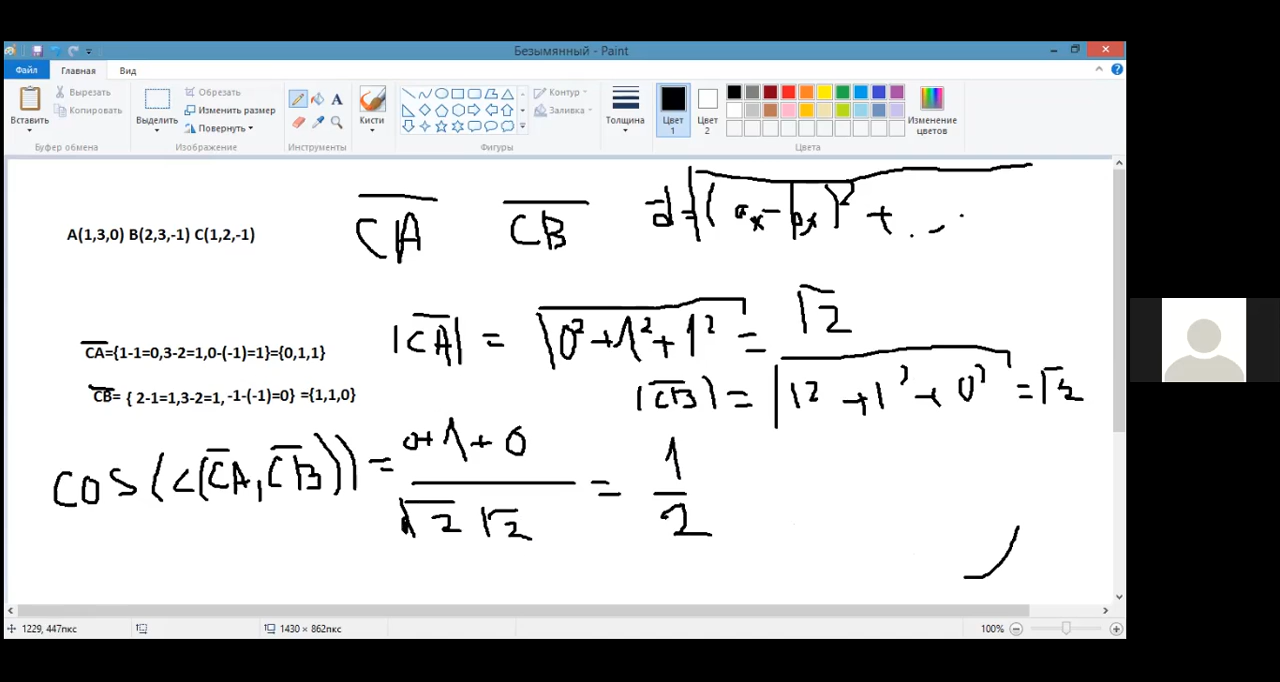 Безымянный - Paint
Файл Главная Вид
Вставить
Вырезать
Копировать
Буфер обмена
Выделить
Обрезать
Изменить размер
Повернуть
Изображение
A
Инструменты
Кисти
Контур
Заливка
Фигуры
Толщина
Цвет 1
Цвет 2
Изменение цветов
Цвета
CA CB d=√(ax-bx)² + ...
A(1,3,0) B(2,3,-1) C(1,2,-1)
|CA| = √0²+1²+1² = √2
CA={1-1=0,3-2=1,0-(-1)=1}={0,1,1}
|CB| = √1²+1²+0² = √2
CB= { 2-1=1,3-2=1, -1-(-1)=0} ={1,1,0}
COS(<(CA,CB)) = 0+1+0 / √2 √2 = 1/2
1229, 447пкс 1430 × 862пкс 100%